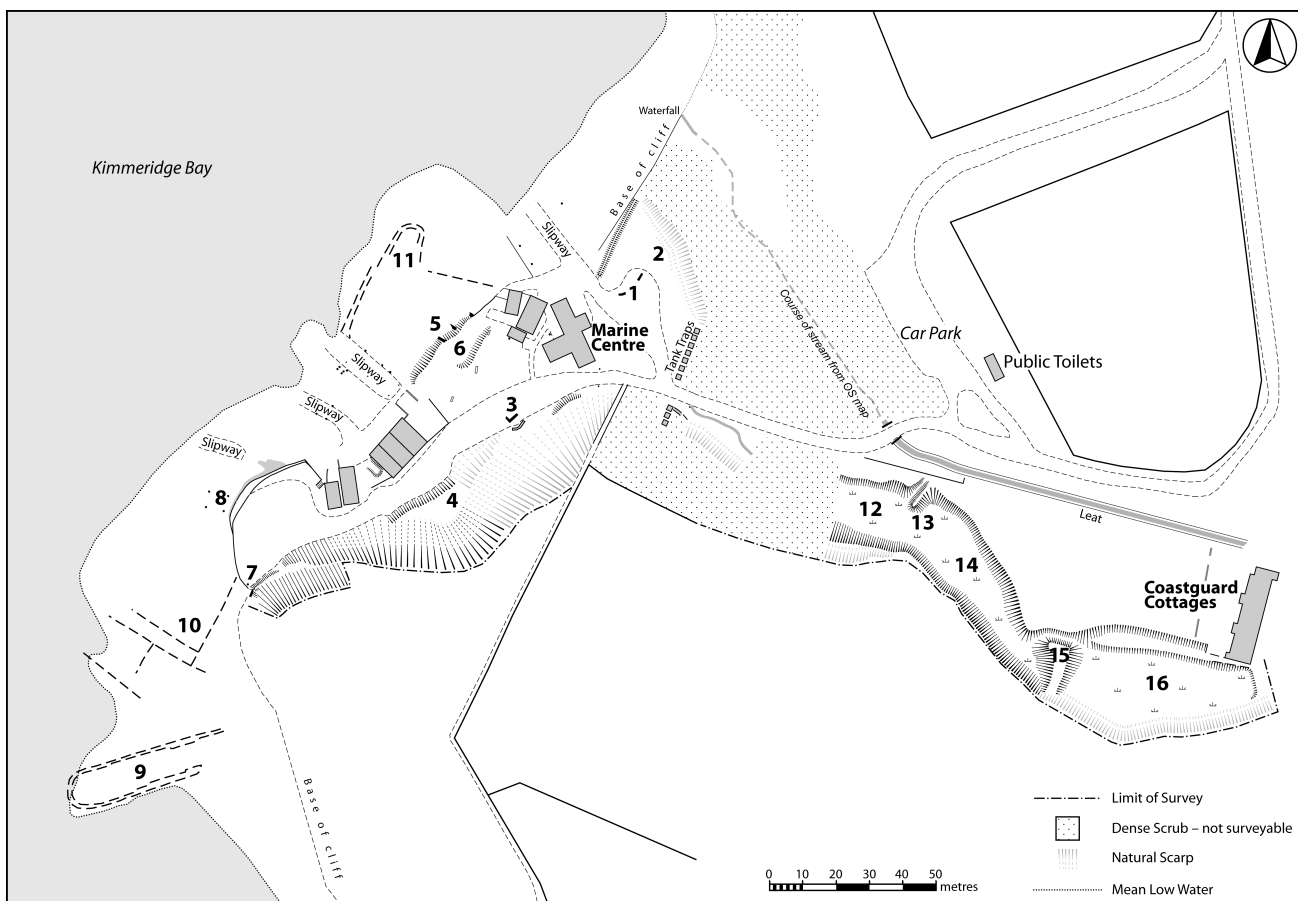 Kimmeridge Bay
Waterfall
Base of cliff
Slipway
2
11
1
5
6
Marine
Centre
Tank Traps
Course of stream from OS map
Car Park
Public Toilets
Slipway
3
Slipway
Slipway
8
4
12
13
Leat
14
7
Coastguard
Cottages
10
15
16
9
Base of cliff
Limit of Survey
Dense Scrub – not surveyable
Natural Scarp
Mean Low Water
0 10 20 30 40 50
metres